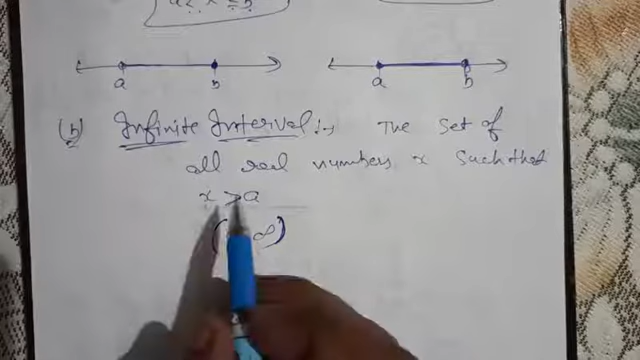 a b a b
(b) Infinite Interval :- The set of
all real numbers x such that
x > a
( ∞)